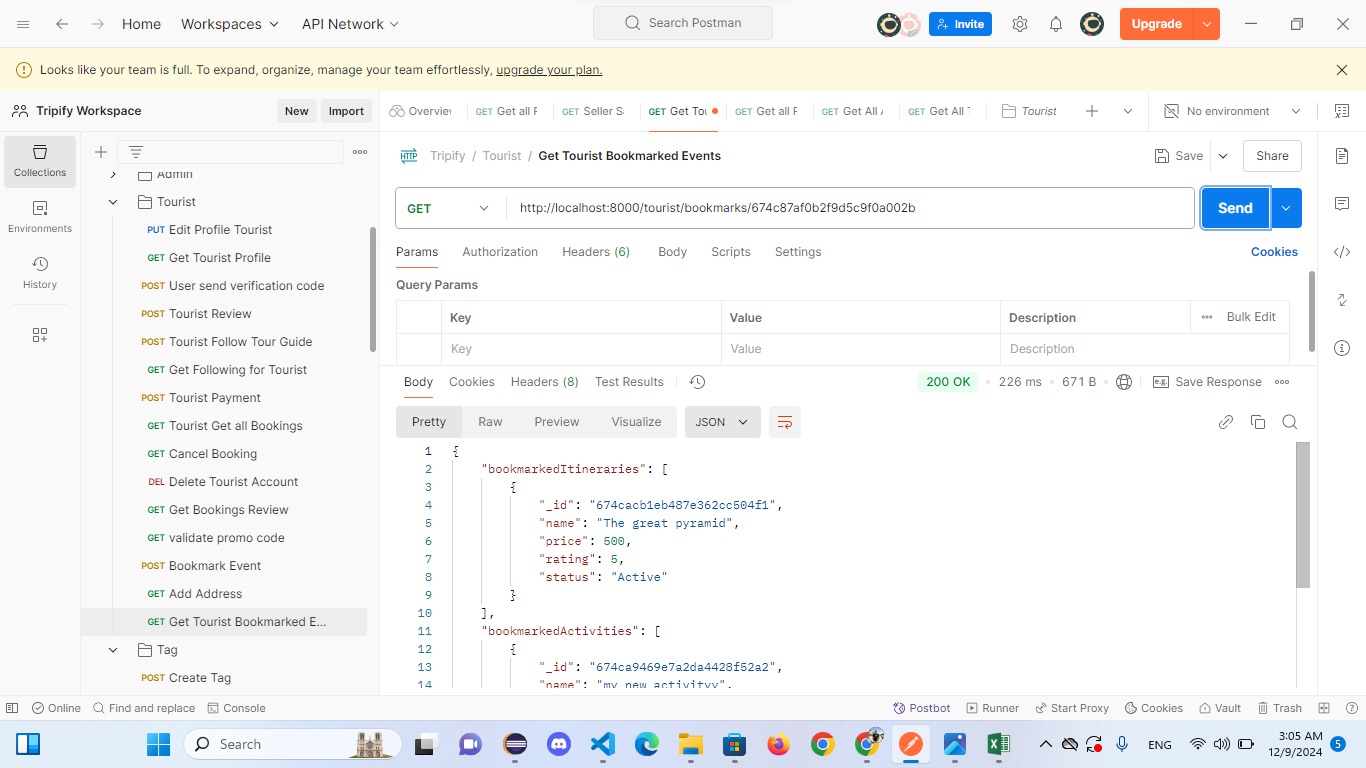 Home Workspaces API Network Search Postman Invite Upgrade
Looks like your team is full. To expand, organize, manage your team effortlessly, upgrade your plan.
Tripify Workspace New Import
Overvie GET Get all F GET Seller S GET Get To GET Get all F GET Get All GET Get All T Tourist No environment
Collections
Environments
History
Admin
Tourist
PUT Edit Profile Tourist
GET Get Tourist Profile
POST User send verification code
POST Tourist Review
POST Tourist Follow Tour Guide
GET Get Following for Tourist
POST Tourist Payment
GET Tourist Get all Bookings
GET Cancel Booking
DEL Delete Tourist Account
GET Get Bookings Review
GET validate promo code
POST Bookmark Event
GET Add Address
GET Get Tourist Bookmarked E...
Tag
POST Create Tag
HTTP Tripify / Tourist / Get Tourist Bookmarked Events Save Share
GET http://localhost:8000/tourist/bookmarks/674c87af0b2f9d5c9f0a002b Send
Params Authorization Headers (6) Body Scripts Settings Cookies
Query Params
Key Value Description Bulk Edit
Key Value Description
Body Cookies Headers (8) Test Results 200 OK 226 ms 671 B e.g. Save Response
Pretty Raw Preview Visualize JSON
1 {
2 "bookmarkedItineraries": [
3 {
4 "_id": "674cacb1eb487e362cc504f1",
5 "name": "The great pyramid",
6 "price": 500,
7 "rating": 5,
8 "status": "Active"
9 }
10 ],
11 "bookmarkedActivities": [
12 {
13 "_id": "674ca9469e7a2da4428f52a2",
14 "name": "my new activityy",
Online Find and replace Console Postbot Runner Start Proxy Cookies Vault Trash
Search ENG 3:05 AM
12/9/2024 5